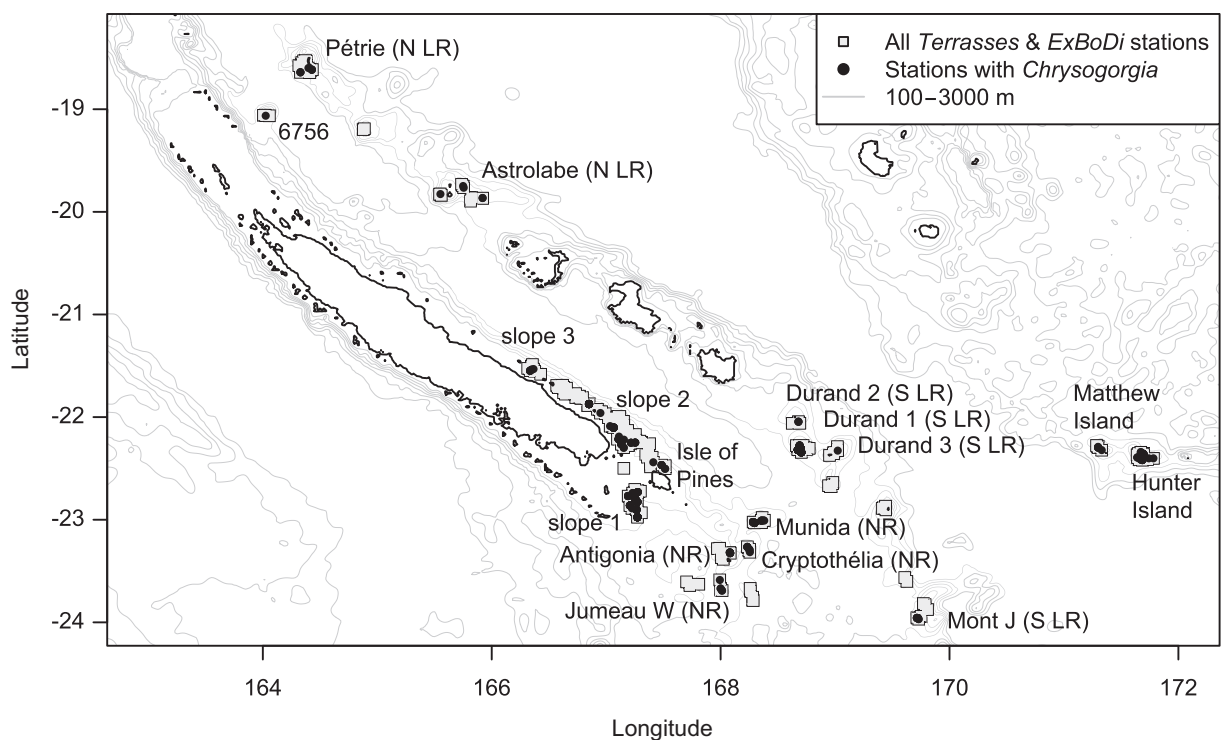 Pétrie (N LR)
All Terrasses & ExBoDi stations
Stations with Chrysogorgia
100–3000 m
6756
Astrolabe (N LR)
slope 3
slope 2
Durand 2 (S LR)
Durand 1 (S LR)
Durand 3 (S LR)
Matthew
Island
Isle of
Pines
Hunter
Island
slope 1
Munida (NR)
Antigonia (NR)
Cryptothélia (NR)
Jumeau W (NR)
Mont J (S LR)
-19
-20
-21
-22
-23
-24
Latitude
164
166
168
170
172
Longitude